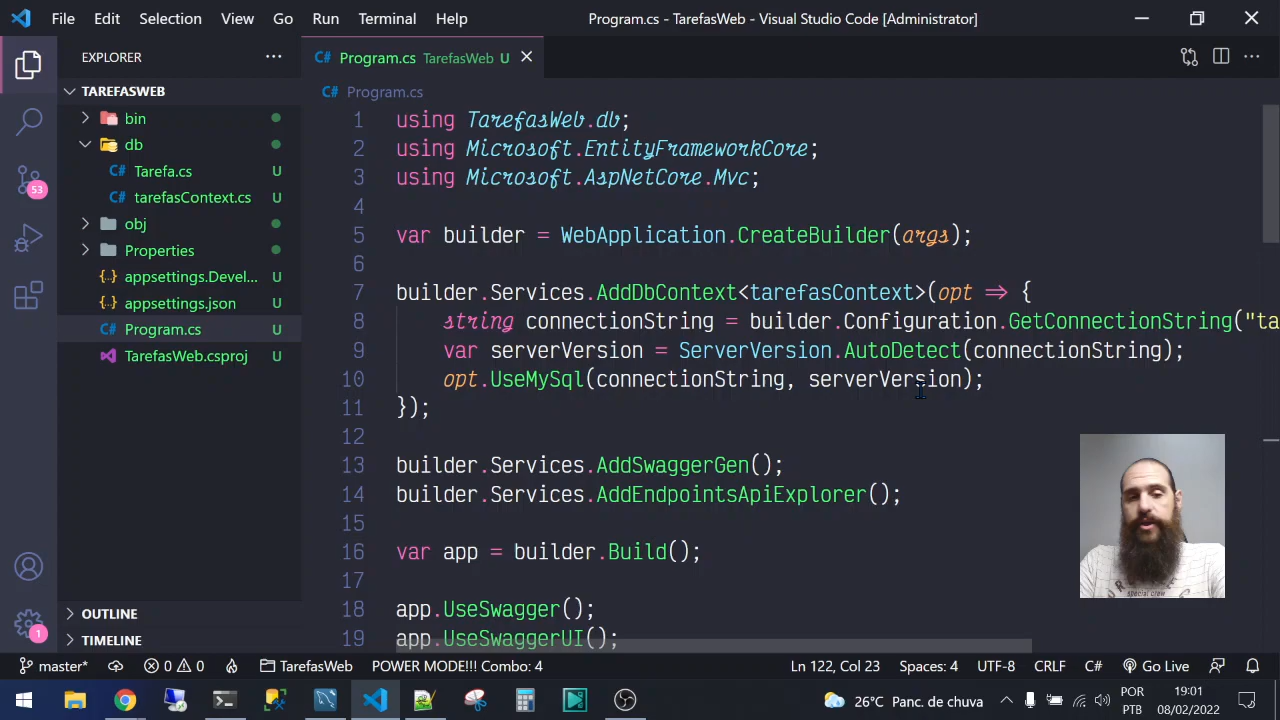 File Edit Selection View Go Run Terminal Help Program.cs - TarefasWeb - Visual Studio Code [Administrator]
EXPLORER
Program.cs TarefasWeb U
TAREFASWEB
Program.cs
bin
db
Tarefa.cs U
tarefasContext.cs U
obj
Properties
appsettings.Devel... U
appsettings.json U
Program.cs U
TarefasWeb.csproj U
OUTLINE
TIMELINE
53
1
1 using TarefasWeb.db;
2 using Microsoft.EntityFrameworkCore;
3 using Microsoft.AspNetCore.Mvc;
4
5 var builder = WebApplication.CreateBuilder(args);
6
7 builder.Services.AddDbContext<tarefasContext>(opt => {
8 string connectionString = builder.Configuration.GetConnectionString("ta
9 var serverVersion = ServerVersion.AutoDetect(connectionString);
10 opt.UseMySql(connectionString, serverVersion);
11 });
12
13 builder.Services.AddSwaggerGen();
14 builder.Services.AddEndpointsApiExplorer();
15
16 var app = builder.Build();
17
18 app.UseSwagger();
19 app.UseSwaggerUI();
master* 0 0 TarefasWeb POWER MODE!!! Combo: 4 Ln 122, Col 23 Spaces: 4 UTF-8 CRLF C# Go Live
26°C Panc. de chuva POR 19:01
PTB 08/02/2022